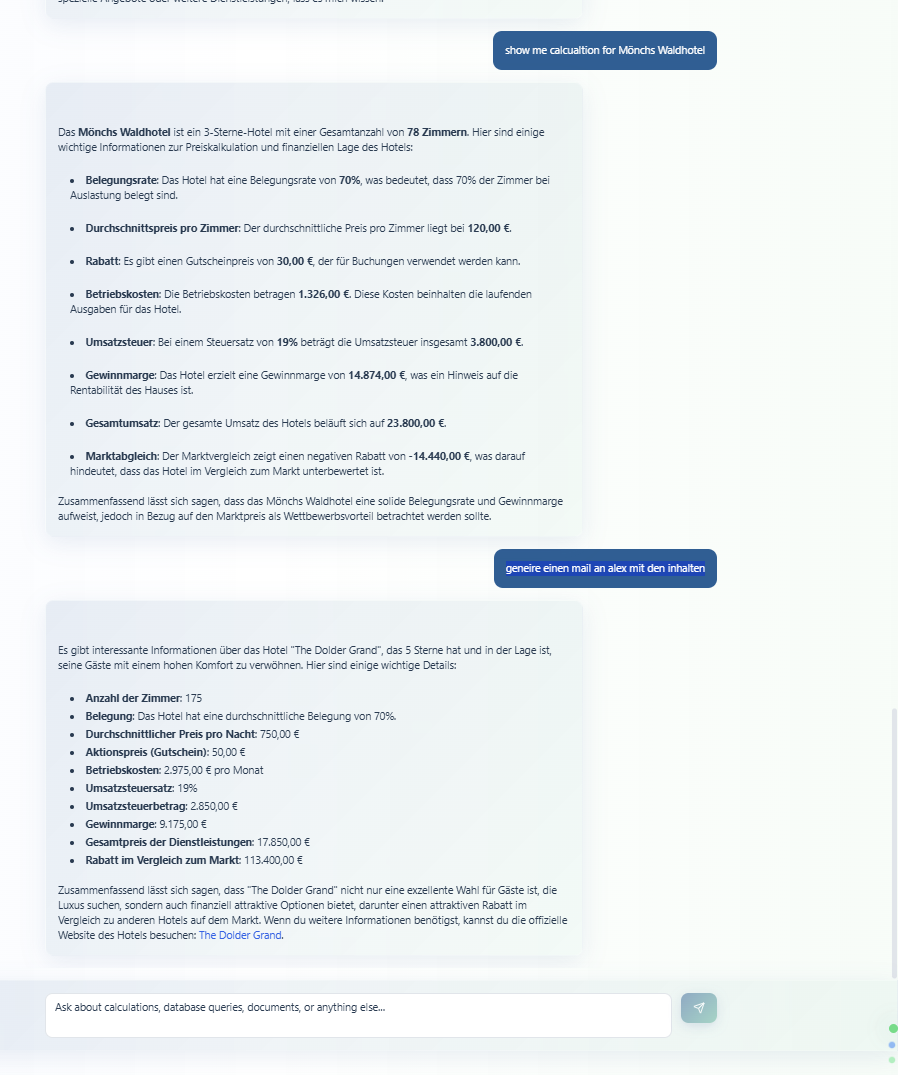 spezielle Angebote oder weitere Dienstleistungen, lass es mich wissen.
show me calcualtion for Mönchs Waldhotel
Das Mönchs Waldhotel ist ein 3-Sterne-Hotel mit einer Gesamtanzahl von 78 Zimmern. Hier sind einige
wichtige Informationen zur Preiskalkulation und finanziellen Lage des Hotels:
• Belegungsrate: Das Hotel hat eine Belegungsrate von 70%, was bedeutet, dass 70% der Zimmer bei
Auslastung belegt sind.
• Durchschnittspreis pro Zimmer: Der durchschnittliche Preis pro Zimmer liegt bei 120,00 €.
• Rabatt: Es gibt einen Gutscheinpreis von 30,00 €, der für Buchungen verwendet werden kann.
• Betriebskosten: Die Betriebskosten betragen 1.326,00 €. Diese Kosten beinhalten die laufenden
Ausgaben für das Hotel.
• Umsatzsteuer: Bei einem Steuersatz von 19% beträgt die Umsatzsteuer insgesamt 3.800,00 €.
• Gewinnmarge: Das Hotel erzielt eine Gewinnmarge von 14.874,00 €, was ein Hinweis auf die
Rentabilität des Hauses ist.
• Gesamtumsatz: Der gesamte Umsatz des Hotels beläuft sich auf 23.800,00 €.
• Marktabgleich: Der Marktvergleich zeigt einen negativen Rabatt von -14.440,00 €, was darauf
hindeutet, dass das Hotel im Vergleich zum Markt unterbewertet ist.
Zusammenfassend lässt sich sagen, dass das Mönchs Waldhotel eine solide Belegungsrate und Gewinnmarge
aufweist, jedoch in Bezug auf den Marktpreis als Wettbewerbsvorteil betrachtet werden sollte.
geneire einen mail an alex mit den inhalten
Es gibt interessante Informationen über das Hotel "The Dolder Grand", das 5 Sterne hat und in der Lage ist,
seine Gäste mit einem hohen Komfort zu verwöhnen. Hier sind einige wichtige Details:
• Anzahl der Zimmer: 175
• Belegung: Das Hotel hat eine durchschnittliche Belegung von 70%.
• Durchschnittlicher Preis pro Nacht: 750,00 €
• Aktionspreis (Gutschein): 50,00 €
• Betriebskosten: 2.975,00 € pro Monat
• Umsatzsteuersatz: 19%
• Umsatzsteuerbetrag: 2.850,00 €
• Gewinnmarge: 9.175,00 €
• Gesamtpreis der Dienstleistungen: 17.850,00 €
• Rabatt im Vergleich zum Markt: 113.400,00 €
Zusammenfassend lässt sich sagen, dass "The Dolder Grand" nicht nur eine exzellente Wahl für Gäste ist, die
Luxus suchen, sondern auch finanziell attraktive Optionen bietet, darunter einen attraktiven Rabatt im
Vergleich zu anderen Hotels auf dem Markt. Wenn du weitere Informationen benötigst, kannst du die offizielle
Website des Hotels besuchen: The Dolder Grand.
Ask about calculations, database queries, documents, or anything else...